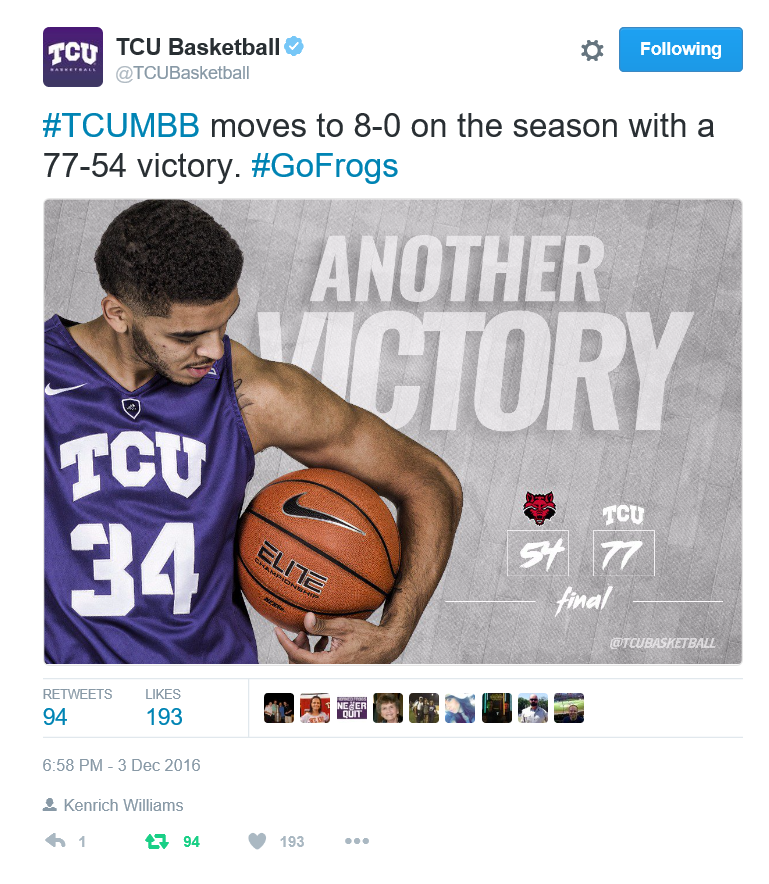 TCU
BASKETBALL
TCU Basketball
@TCUBasketball
Following
#TCUMBB moves to 8-0 on the season with a
77-54 victory. #GoFrogs
ANOTHER
VICTORY
TCU
34
ELITE
CHAMPIONSHIP
TCU
54 77
final
@TCUBASKETBALL
RETWEETS LIKES
94 193
NEVER
QUIT
6:58 PM - 3 Dec 2016
Kenrich Williams
1 94 193